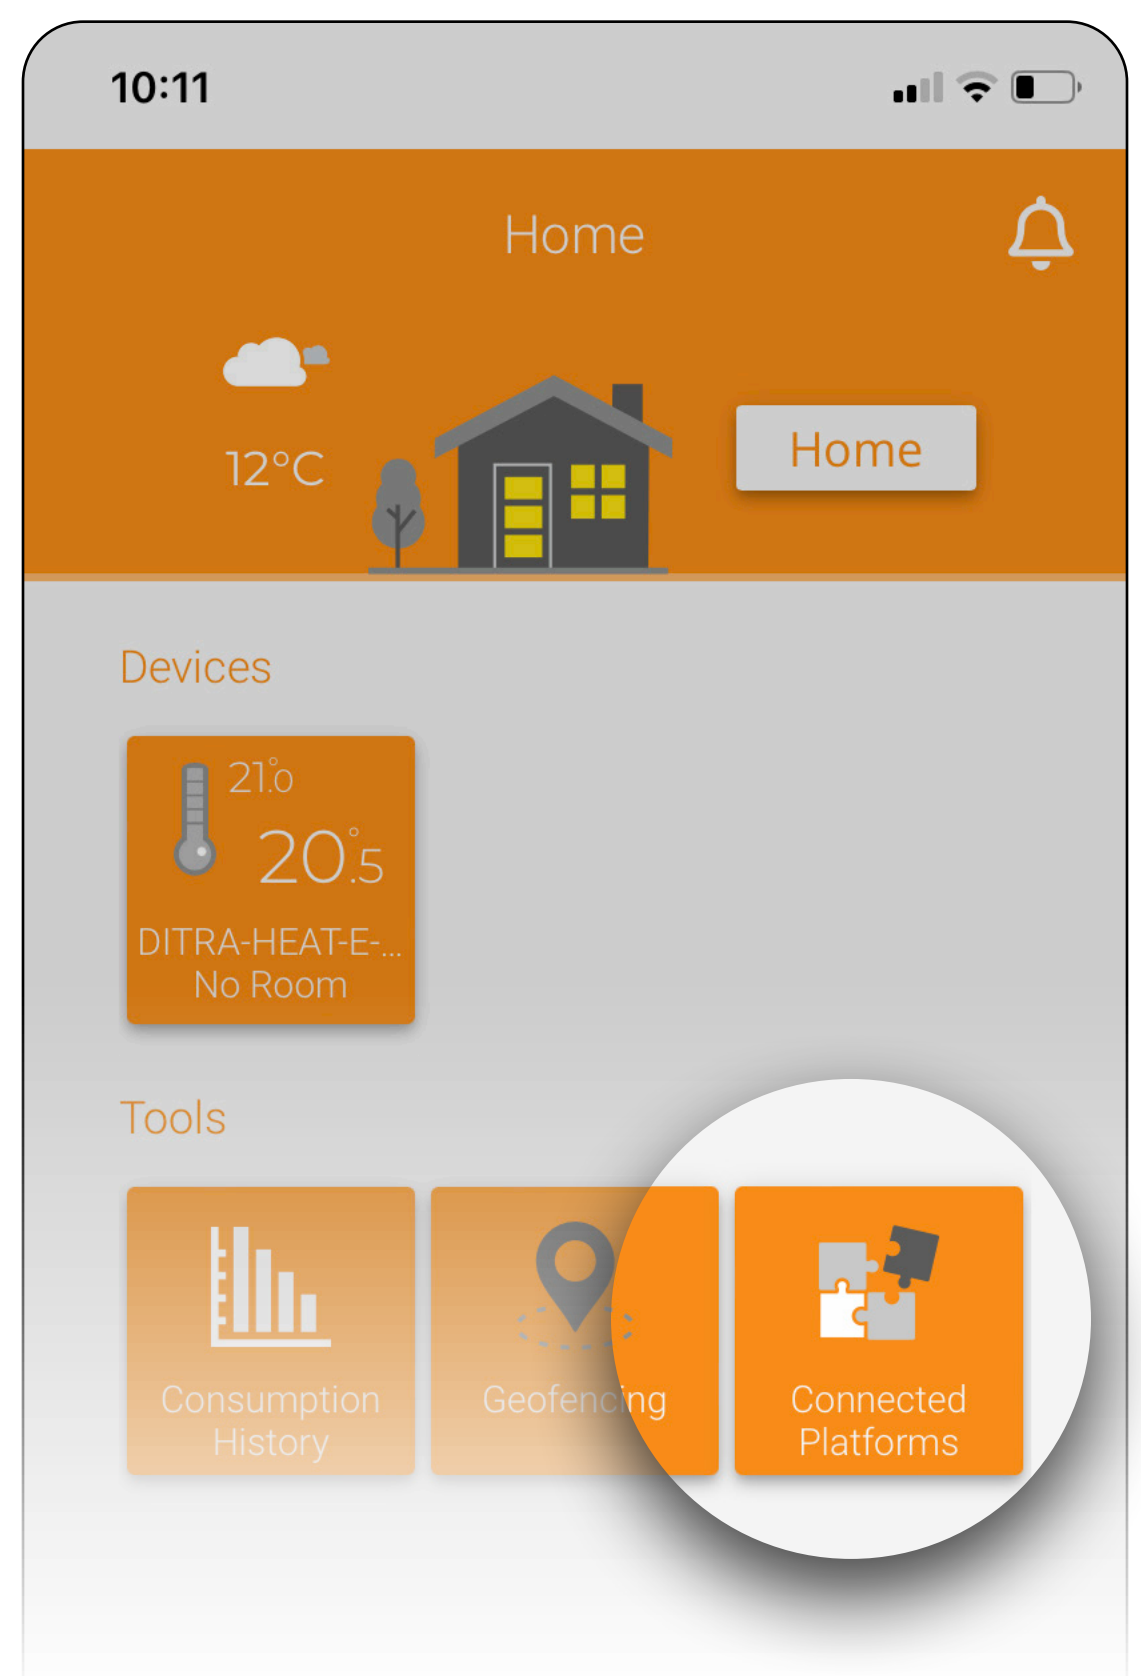 10:11
Home
12°C
Home
Devices
21.0°
20.5°
DITRA-HEAT-E-...
No Room
Tools
Consumption
History
Geofencing
Connected
Platforms